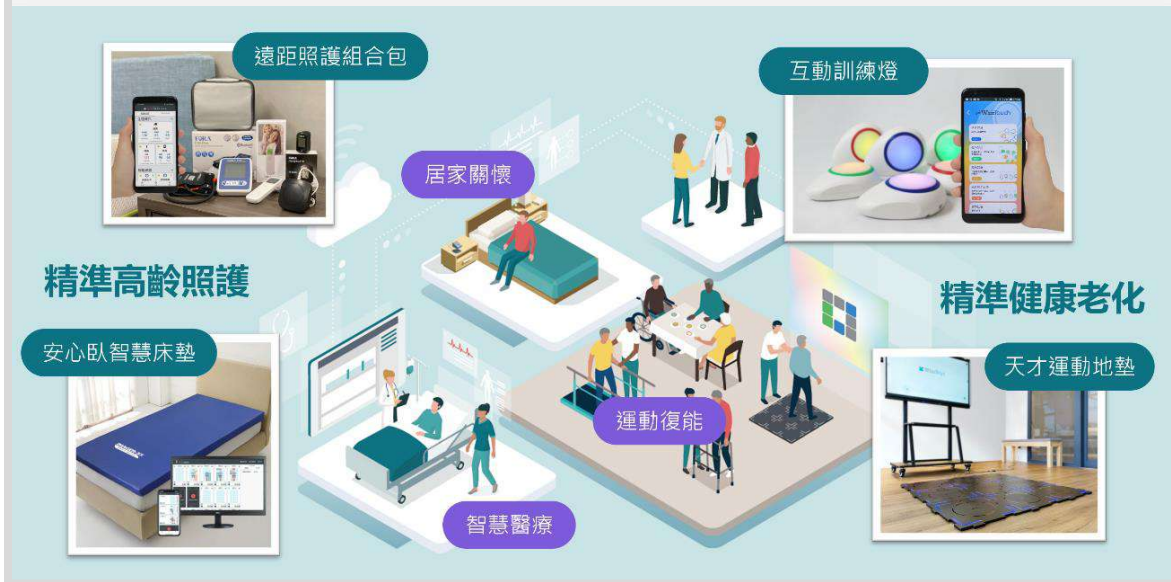 遠距照護組合包
互動訓練燈
居家關懷
精準高齡照護
精準健康老化
安心臥智慧床墊
天才運動地墊
運動復能
智慧醫療